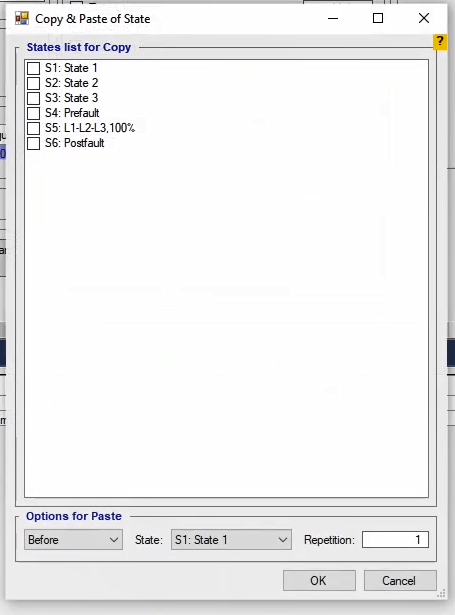 Copy & Paste of State
?
States list for Copy
S1: State 1
S2: State 2
S3: State 3
S4: Prefault
S5: L1-L2-L3,100%
S6: Postfault
Options for Paste
Before State: S1: State 1 Repetition: 1
OK Cancel